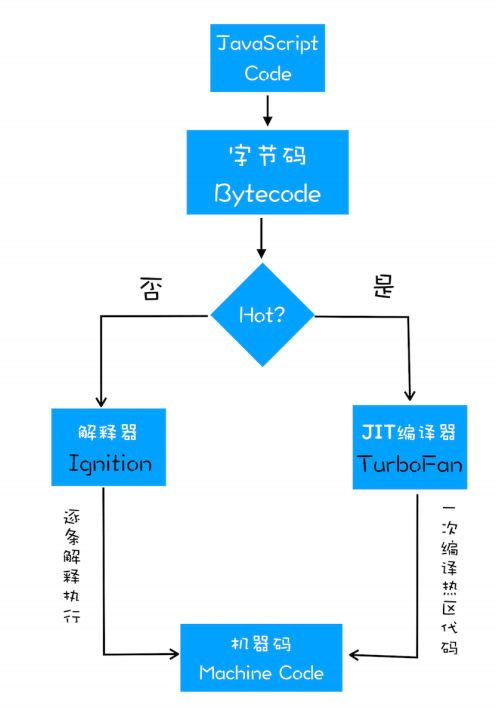 JavaScript
Code
字节码
Bytecode
否
是
Hot?
解释器
Ignition
JIT编译器
TurboFan
逐条解释执行
一次编译热区代码
机器码
Machine Code